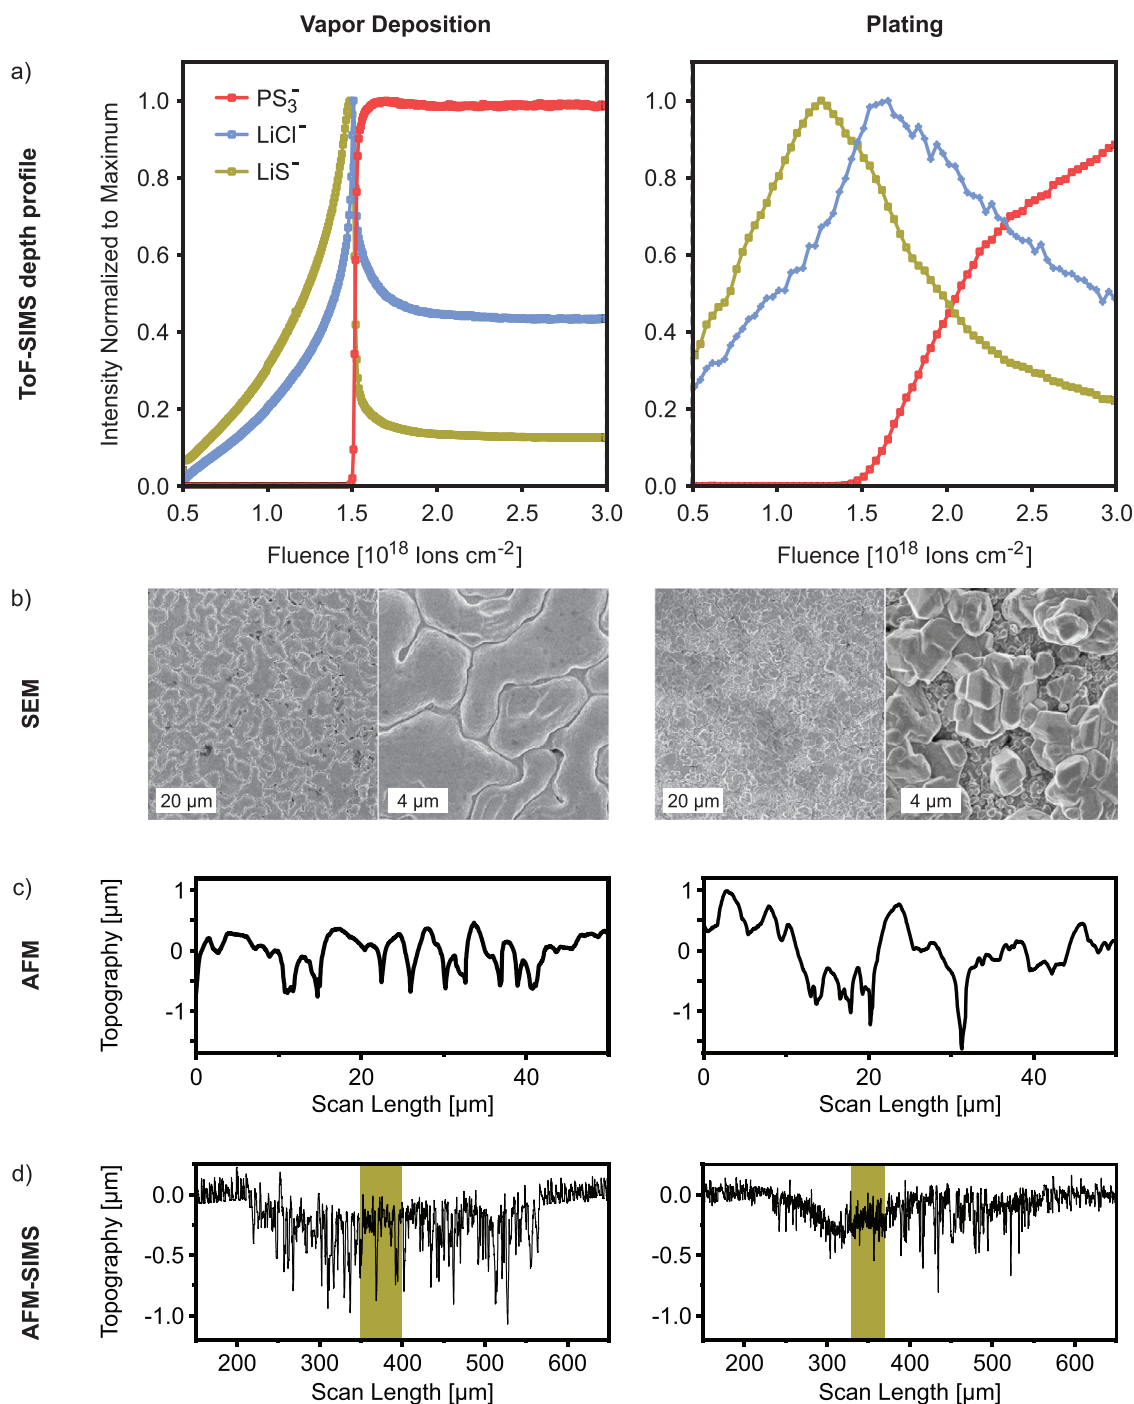 Vapor Deposition
Plating
a)
ToF-SIMS depth profile
Intensity Normalized to Maximum
1.0
0.8
0.6
0.4
0.2
0.0
PS3-
LiCl-
LiS-
0.5 1.0 1.5 2.0 2.5 3.0
Fluence [10^18 Ions cm-2]
1.0
0.8
0.6
0.4
0.2
0.0
0.5 1.0 1.5 2.0 2.5 3.0
Fluence [10^18 Ions cm-2]
b)
SEM
20 µm
4 µm
20 µm
4 µm
c)
AFM
Topography [µm]
1
0
-1
0 20 40
Scan Length [µm]
1
0
-1
0 20 40
Scan Length [µm]
d)
AFM-SIMS
Topography [µm]
0.0
-0.5
-1.0
200 300 400 500 600
Scan Length [µm]
0.0
-0.5
-1.0
200 300 400 500 600
Scan Length [µm]